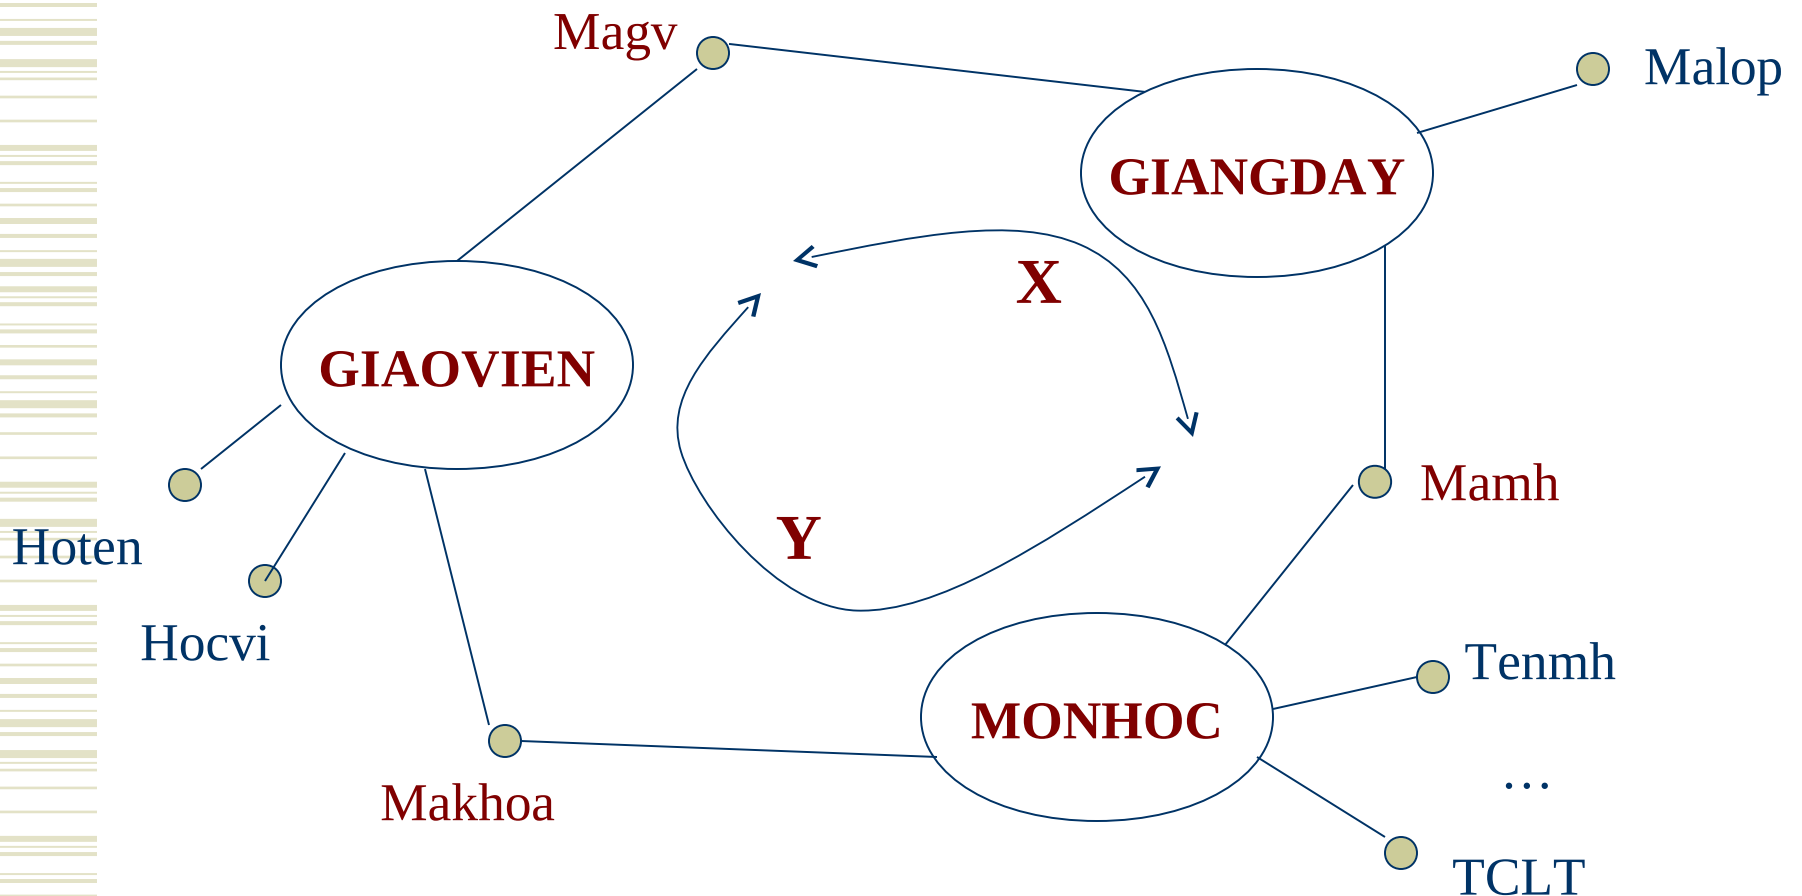 Magv
Malop
GIANGDAY
X
GIAOVIEN
Mamh
Hoten
Y
Hocvi
Tenmh
MONHOC
…
Makhoa
TCLT